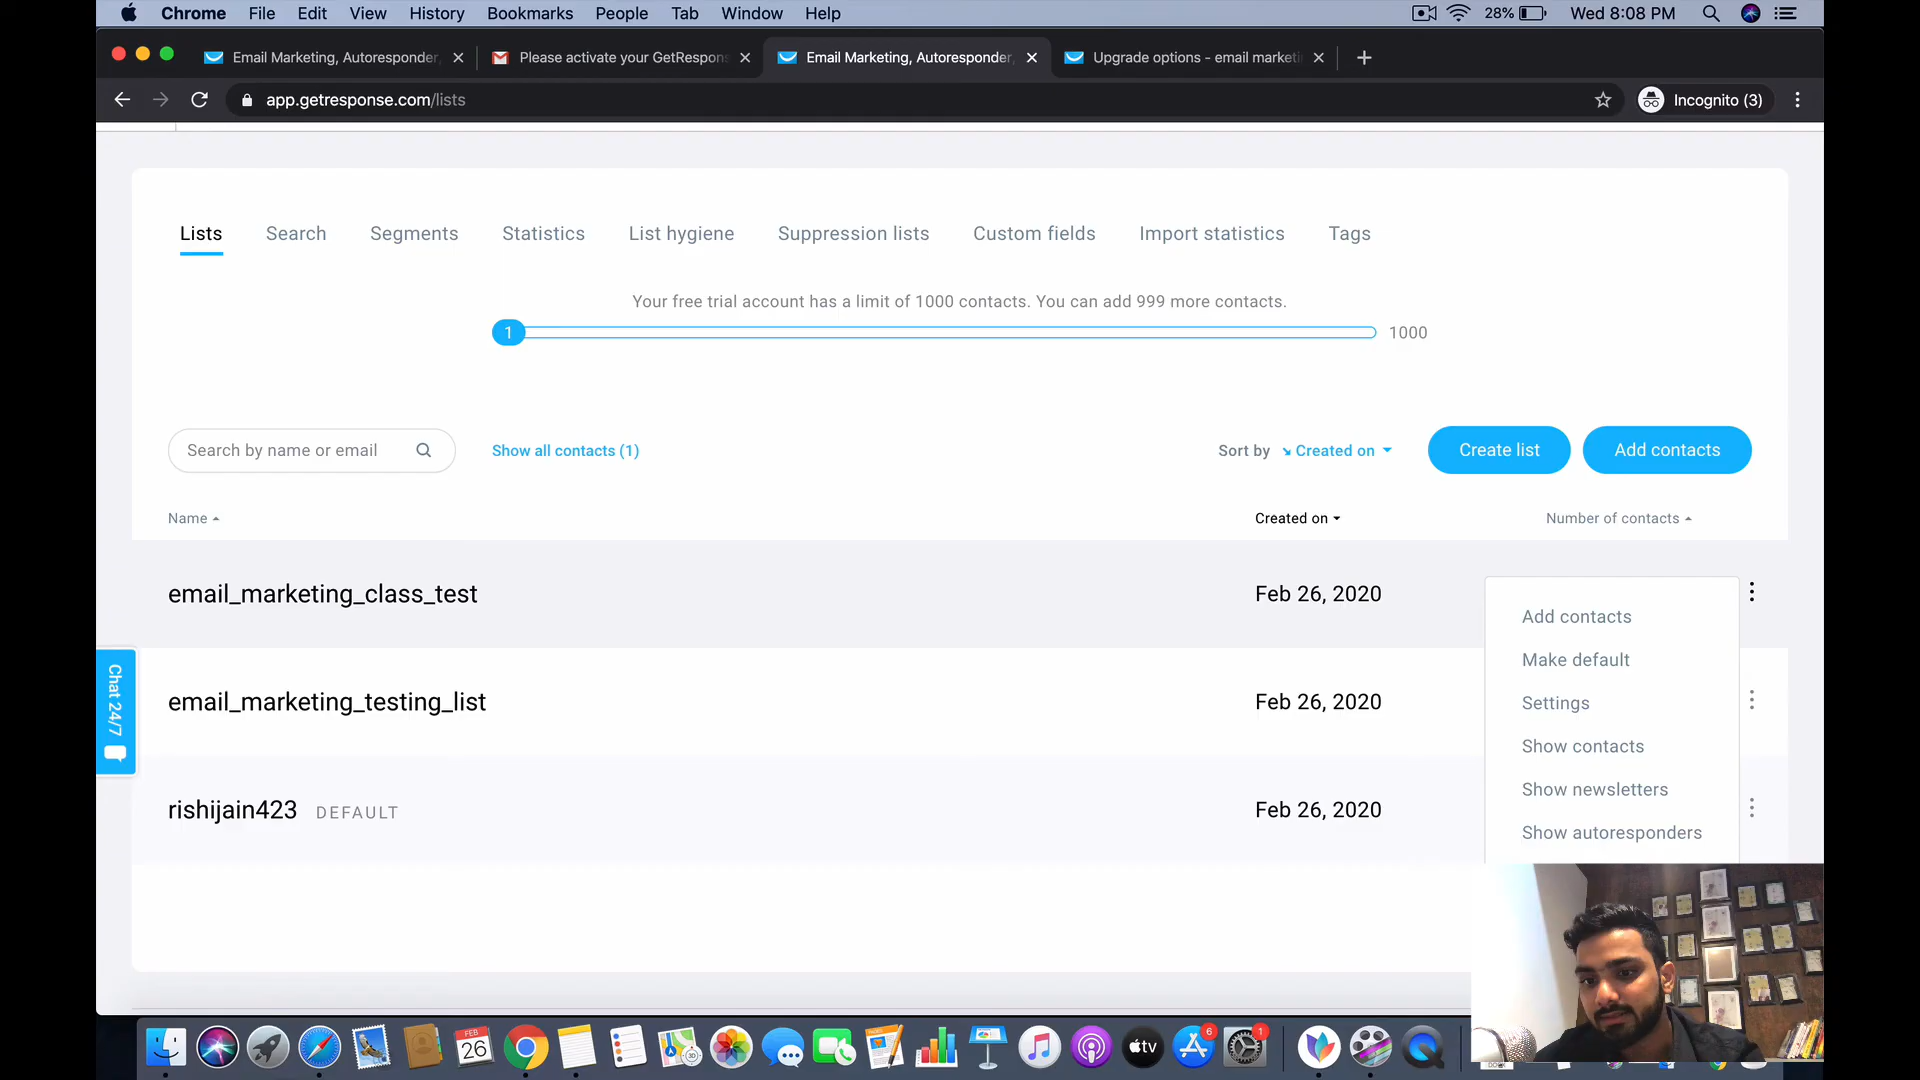 Chrome File Edit View History Bookmarks People Tab Window Help 28% Wed 8:08 PM
Email Marketing, Autoresponder, Please activate your GetRespons Email Marketing, Autoresponder, Upgrade options - email marketi
app.getresponse.com/lists Incognito (3)
Lists Search Segments Statistics List hygiene Suppression lists Custom fields Import statistics Tags
Your free trial account has a limit of 1000 contacts. You can add 999 more contacts.
1 1000
Search by name or email Show all contacts (1) Sort by Created on Create list Add contacts
Name Created on Number of contacts
email_marketing_class_test Feb 26, 2020
Add contacts
Make default
Settings
Show contacts
Show newsletters
Show autoresponders
email_marketing_testing_list Feb 26, 2020
rishijain423 DEFAULT Feb 26, 2020
Chat 24/7
FEB
26
tv
6
1